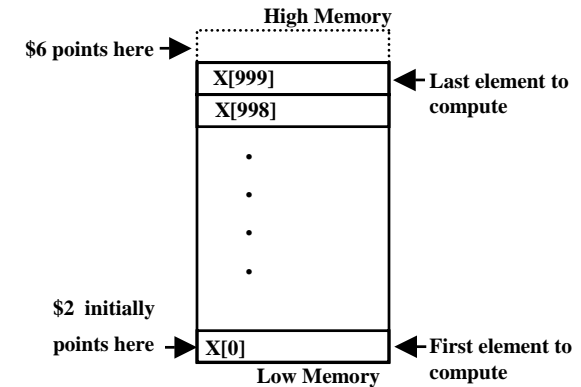 High Memory
$6 points here
X[999]
Last element to
compute
X[998]
$2 initially
points here
X[0]
First element to
compute
Low Memory